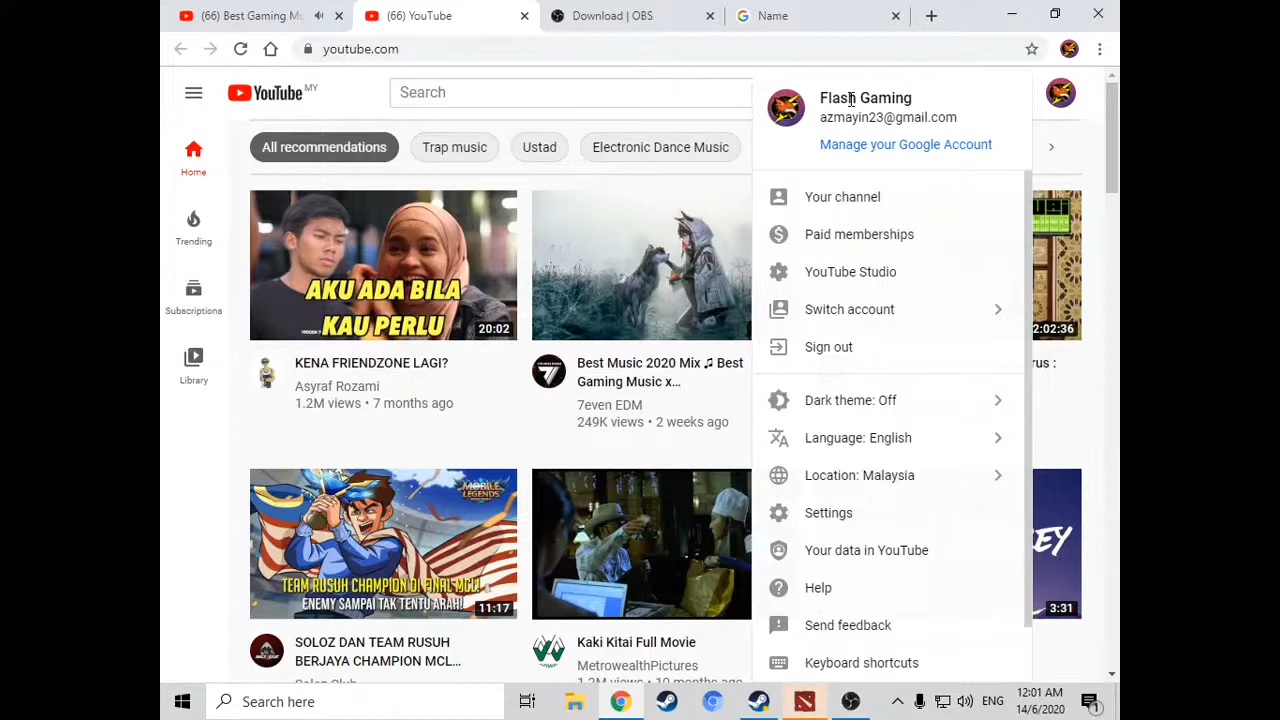 (66) Best Gaming Mu
(66) YouTube
Download | OBS
Name
youtube.com
YouTube MY
Search
Flash Gaming
azmayin23@gmail.com
Manage your Google Account
All recommendations
Trap music
Ustad
Electronic Dance Music
Home
Trending
Subscriptions
Library
AKU ADA BILA
KAU PERLU
20:02
2:02:36
KENA FRIENDZONE LAGI?
Asyraf Rozami
1.2M views • 7 months ago
Best Music 2020 Mix ♫ Best
Gaming Music x...
7even EDM
249K views • 2 weeks ago
rus :
Your channel
Paid memberships
YouTube Studio
Switch account
Sign out
Dark theme: Off
Language: English
Location: Malaysia
Settings
Your data in YouTube
Help
Send feedback
Keyboard shortcuts
MOBILE
LEGENDS
TEAM RUSUH CHAMPION DI FINAL MCL!
ENEMY SAMPAI TAK TENTU ARAH!
11:17
KEY
3:31
SOLOZ DAN TEAM RUSUH
BERJAYA CHAMPION MCL...
Soloz Club
Kaki Kitai Full Movie
MetrowealthPictures
1.2M views • 10 months ago
Search here
ENG
12:01 AM
14/6/2020
1